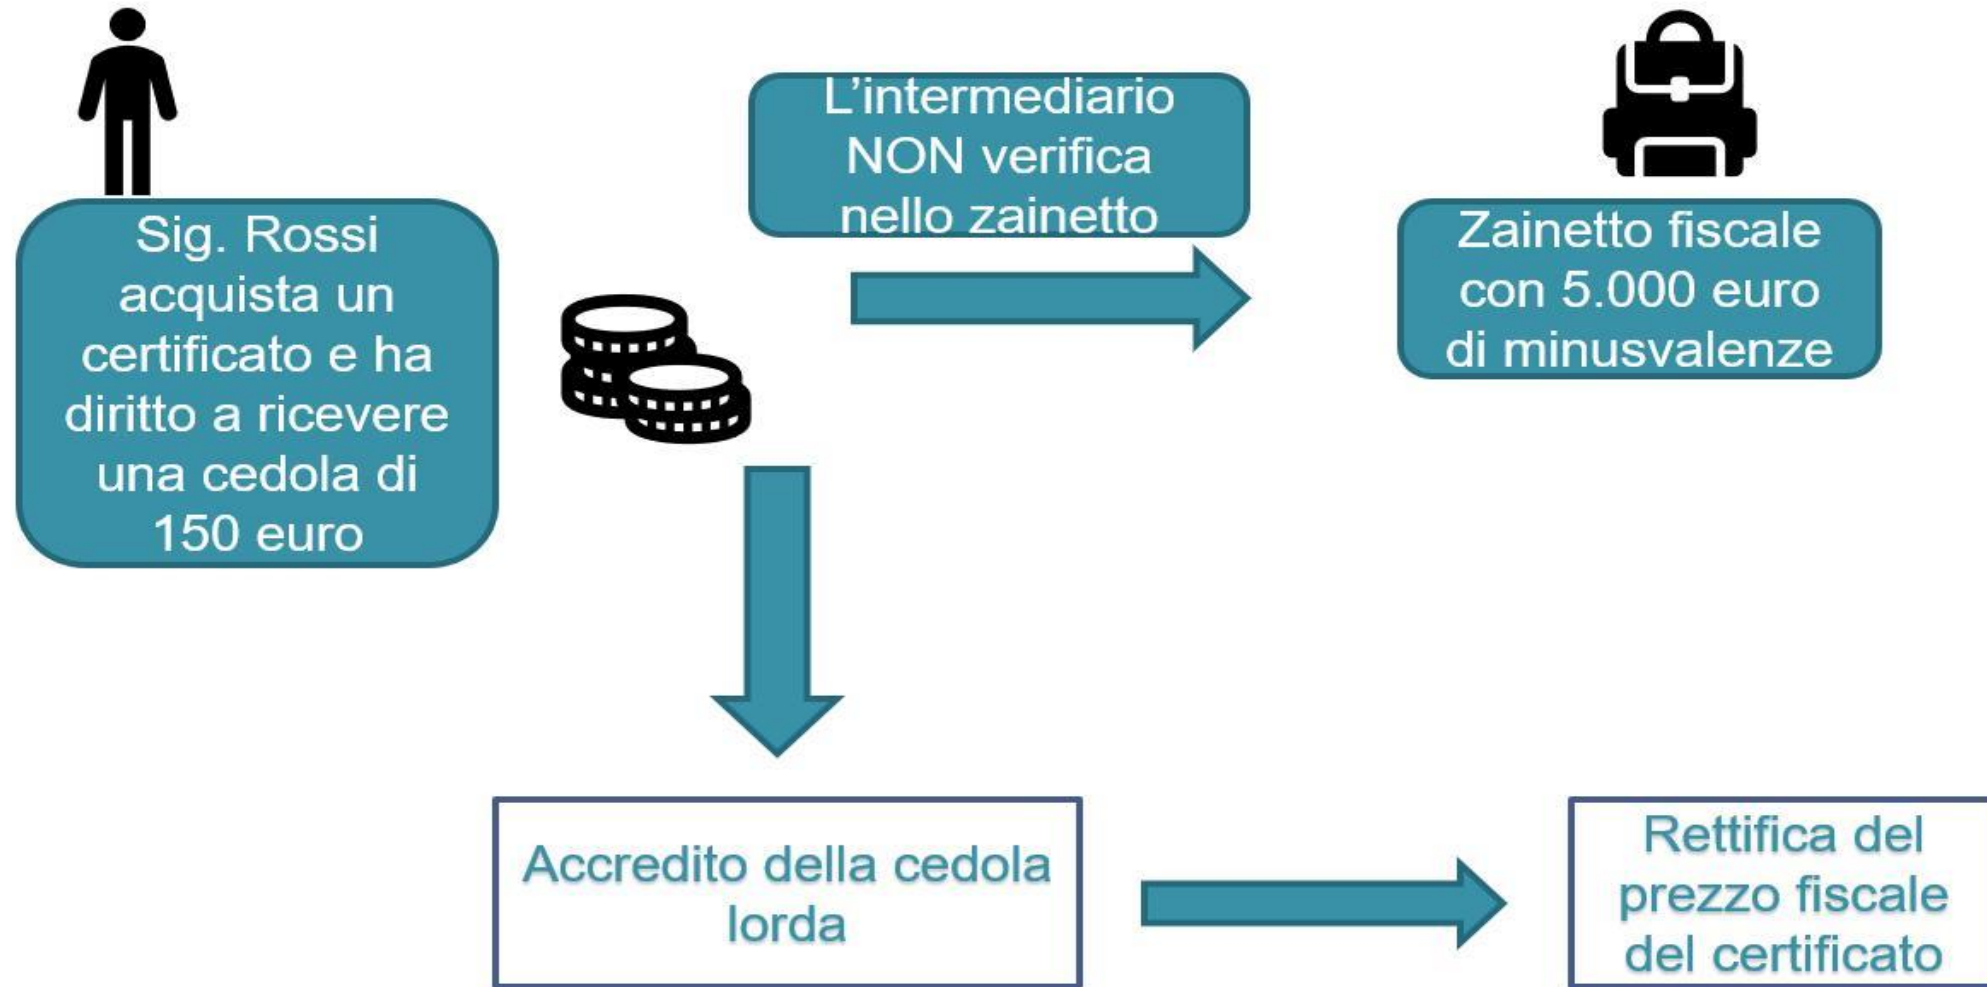 L'intermediario
NON verifica
nello zainetto
Sig. Rossi
acquista un
certificato e ha
diritto a ricevere
una cedola di
150 euro
Zainetto fiscale
con 5.000 euro
di minusvalenze
Accredito della cedola
lorda
Rettifica del
prezzo fiscale
del certificato